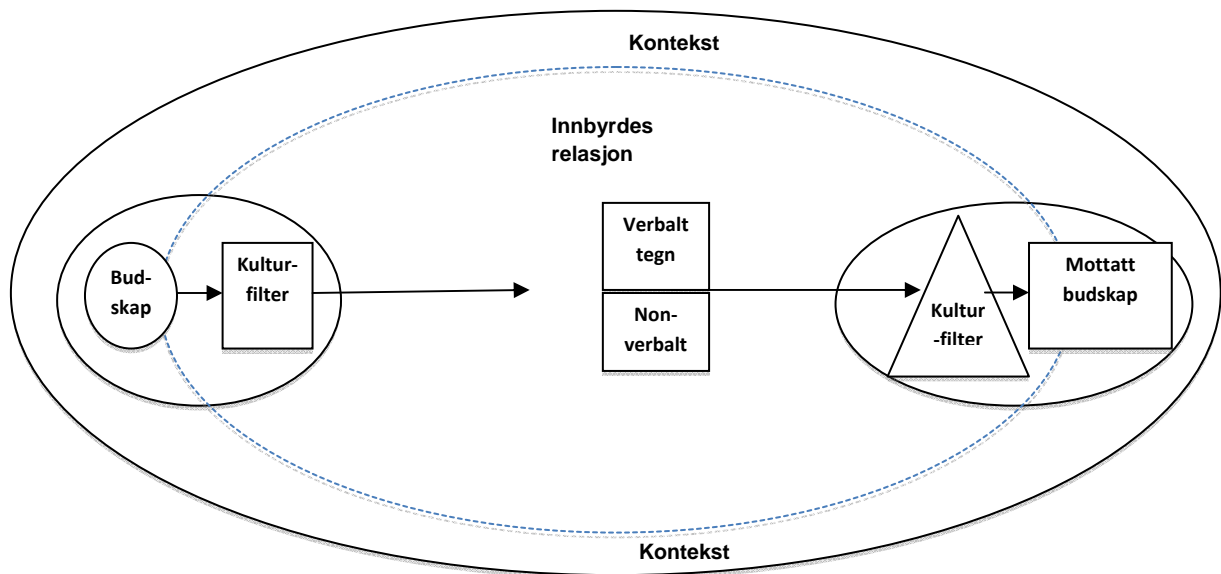 Kontekst
Innbyrdes
relasjon
Bud-
skap
Kultur-
filter
Verbalt
tegn
Non-
verbalt
Kultur
-filter
Mottatt
budskap
Kontekst